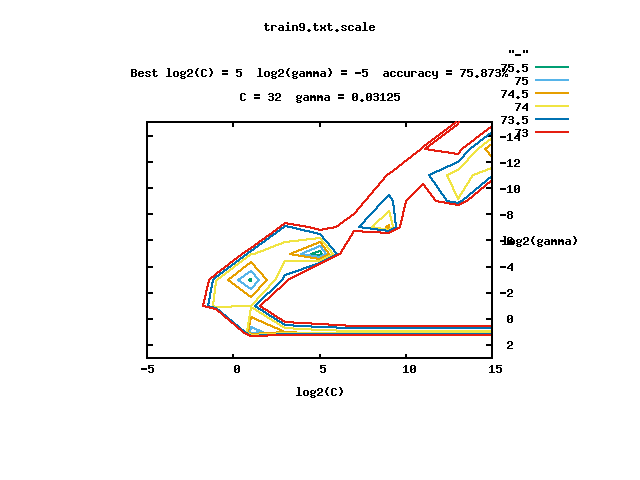 train9.txt.scale
"-"
Best log2(C) = 5 log2(gamma) = -5 accuracy = 75.873%
75.5
75
C = 32 gamma = 0.03125
74.5
74
73.5
73
-14
-12
-10
-8
-6
log2(gamma)
-4
-2
0
2
-5 0 5 10 15
log2(C)